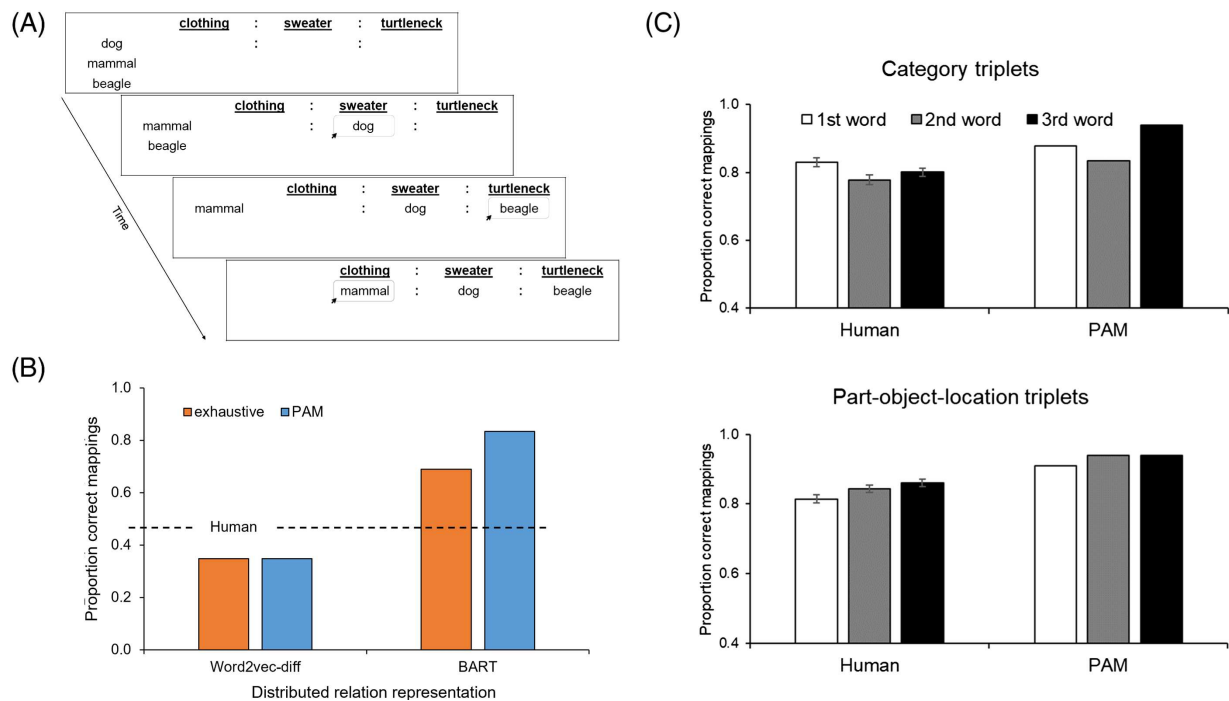 (A)
clothing : sweater : turtleneck
dog : :
mammal
beagle
clothing : sweater : turtleneck
mammal : dog :
beagle
clothing : sweater : turtleneck
mammal : dog : beagle
clothing : sweater : turtleneck
mammal : dog : beagle
Time
(B)
Proportion correct mappings
1.0
0.8
0.6
0.4
0.2
0.0
exhaustive PAM
Human
Word2vec-diff BART
Distributed relation representation
(C)
Category triplets
Proportion correct mappings
1.0
0.8
0.6
0.4
1st word 2nd word 3rd word
Human PAM
Part-object-location triplets
Proportion correct mappings
1.0
0.8
0.6
0.4
Human PAM